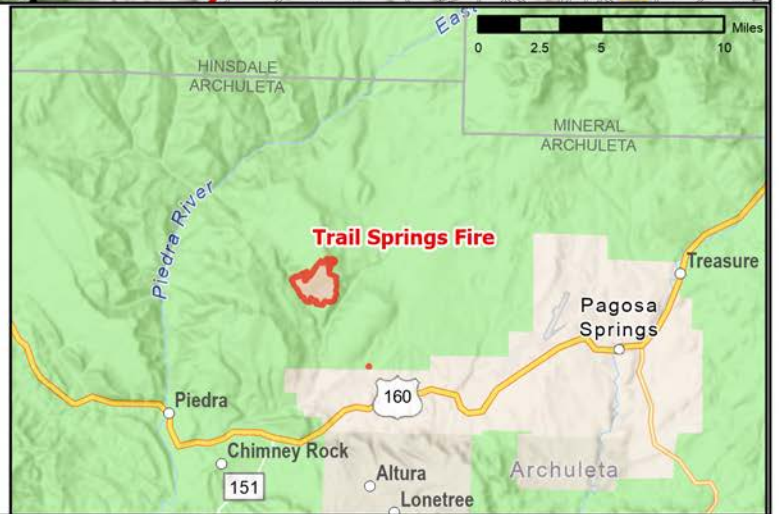 East
Miles
0 2.5 5 10
HINSDALE
ARCHULETA
MINERAL
ARCHULETA
Piedra River
Trail Springs Fire
Treasure
Pagosa
Springs
160
Piedra
Chimney Rock
151
Altura
Lonetree
Archuleta